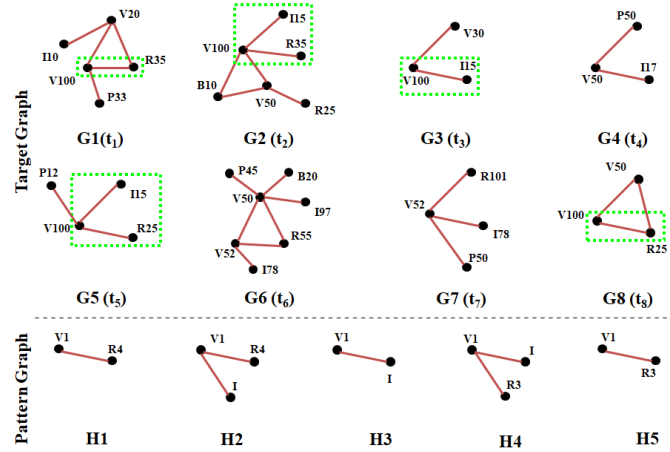 Target Graph
V20
I10
V100
R35
P33
G1(t₁)
I15
V100
R35
B10
V50
R25
G2 (t₂)
V30
I15
V100
G3 (t₃)
P50
I17
V50
G4 (t₄)
P12
I15
V100
R25
G5 (t₅)
P45
B20
V50
I97
R55
V52
I78
G6 (t₆)
R101
V52
I78
P50
G7 (t₇)
V50
V100
R25
G8 (t₈)
Pattern Graph
V1
R4
H1
V1
R4
I
H2
V1
I
H3
V1
I
R3
H4
V1
R3
H5